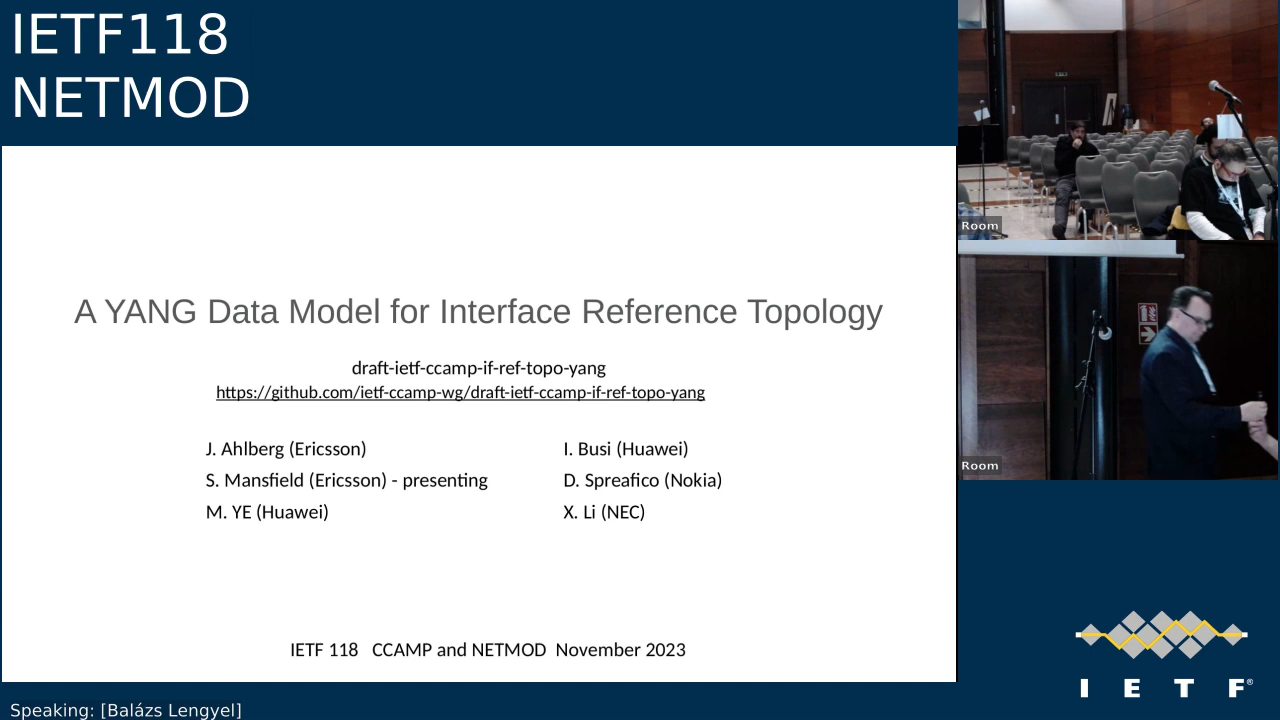 IETF118
NETMOD
A YANG Data Model for Interface Reference Topology
draft-ietf-ccamp-if-ref-topo-yang
https://github.com/ietf-ccamp-wg/draft-ietf-ccamp-if-ref-topo-yang
J. Ahlberg (Ericsson)
S. Mansfield (Ericsson) - presenting
M. YE (Huawei)
I. Busi (Huawei)
D. Spreafico (Nokia)
X. Li (NEC)
IETF 118 CCAMP and NETMOD November 2023
Room
Room
I E T F®
Speaking: [Balázs Lengyel]